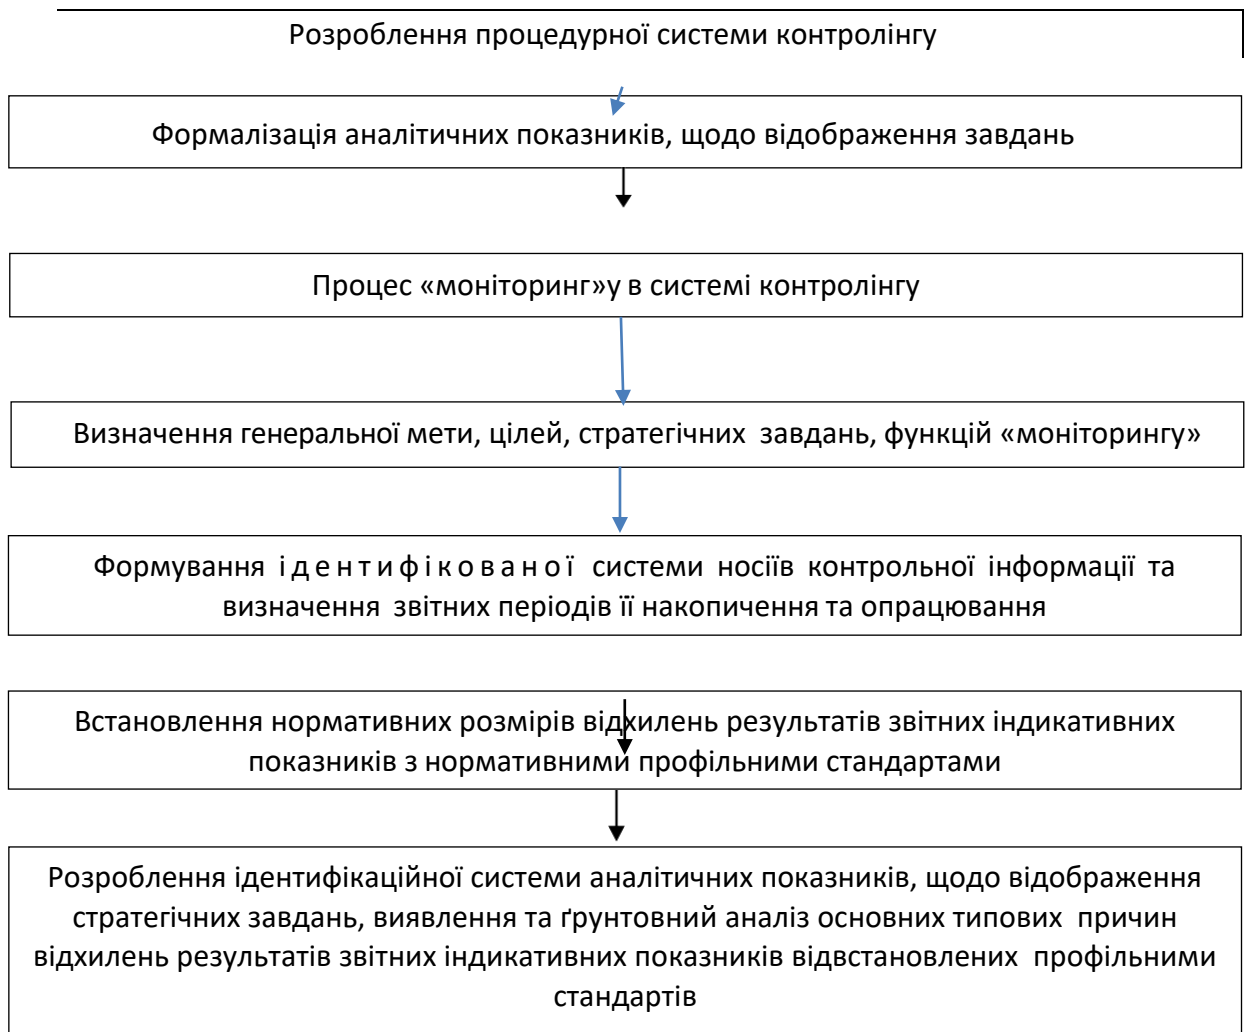 Розроблення процедурної системи контролінгу
Формалізація аналітичних показників, щодо відображення завдань
Процес «моніторинг»у в системі контролінгу
Визначення генеральної мети, цілей, стратегічних завдань, функцій «моніторингу»
Формування ідентифікованої системи носіїв контрольної інформації та
визначення звітних періодів її накопичення та опрацювання
Встановлення нормативних розмірів відхилень результатів звітних індикативних
показників з нормативними профільними стандартами
Розроблення ідентифікаційної системи аналітичних показників, щодо відображення
стратегічних завдань, виявлення та ґрунтовний аналіз основних типових причин
відхилень результатів звітних індикативних показників відвстановлених профільними
стандартів